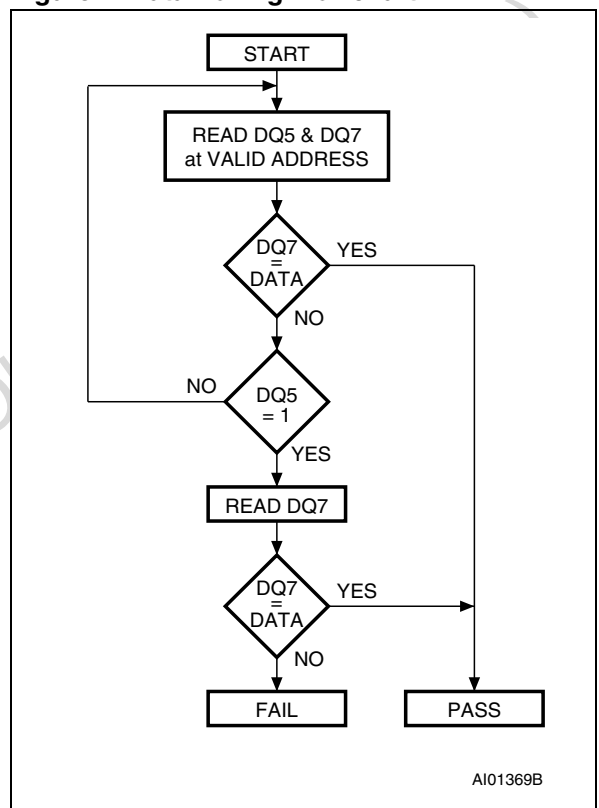 START
READ DQ5 & DQ7
at VALID ADDRESS
DQ7
=
DATA
YES
NO
DQ5
= 1
NO
YES
READ DQ7
DQ7
=
DATA
YES
NO
FAIL
PASS
AI01369B